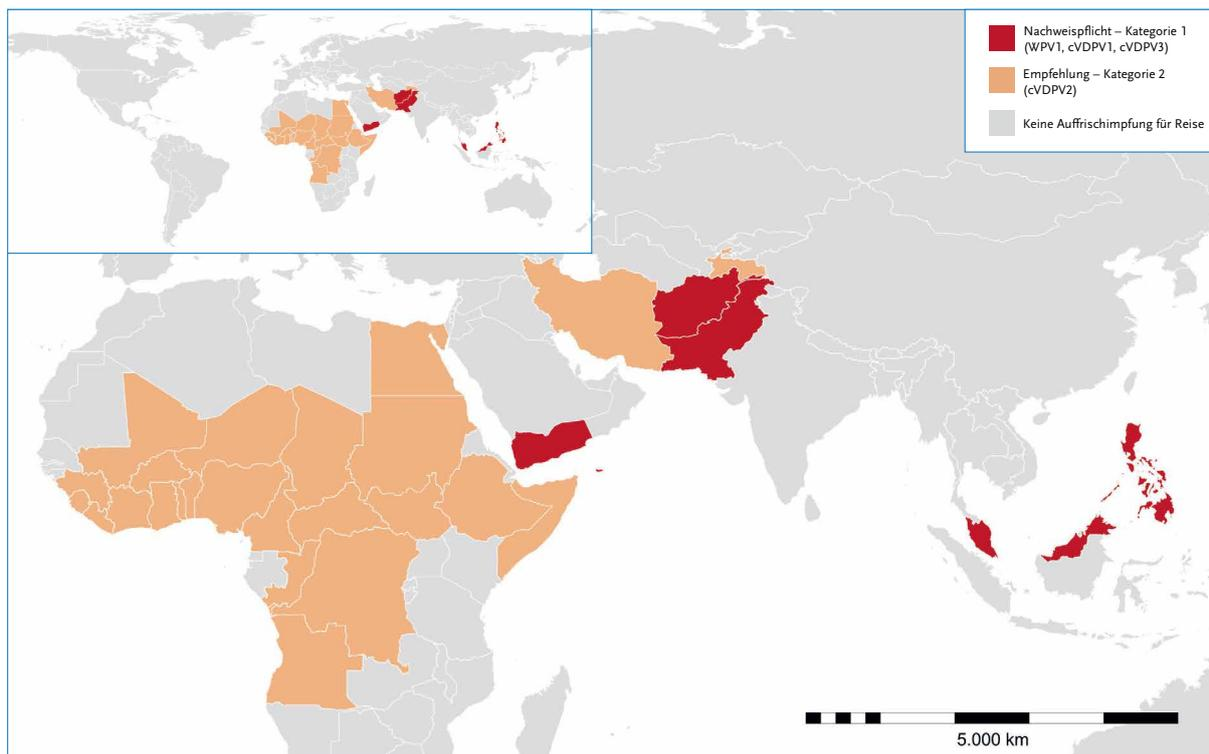 Nachweispflicht – Kategorie 1
(WPV1, cVDPV1, cVDPV3)
Empfehlung – Kategorie 2
(cVDPV2)
Keine Auffrischimpfung für Reise
5.000 km